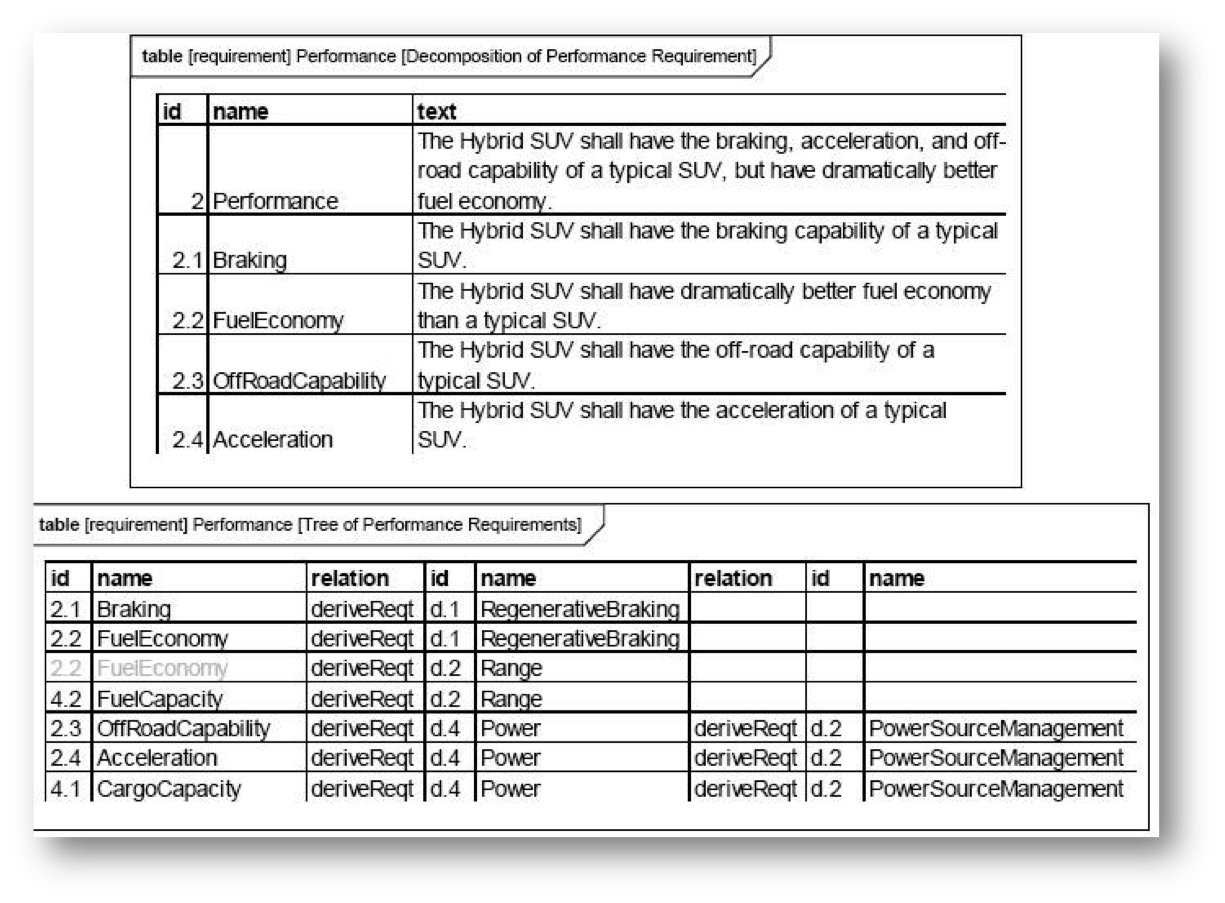 table [requirement] Performance [Decomposition of Performance Requirement]
id name text
The Hybrid SUV shall have the braking, acceleration, and off-
road capability of a typical SUV, but have dramatically better
2 Performance fuel economy.
The Hybrid SUV shall have the braking capability of a typical
2.1 Braking SUV.
The Hybrid SUV shall have dramatically better fuel economy
2.2 FuelEconomy than a typical SUV.
The Hybrid SUV shall have the off-road capability of a
2.3 OffRoadCapability typical SUV.
The Hybrid SUV shall have the acceleration of a typical
2.4 Acceleration SUV.
table [requirement] Performance [Tree of Performance Requirements]
id name relation id name relation id name
2.1 Braking deriveReqt d.1 RegenerativeBraking
2.2 FuelEconomy deriveReqt d.1 RegenerativeBraking
2.2 FuelEconomy deriveReqt d.2 Range
4.2 FuelCapacity deriveReqt d.2 Range
2.3 OffRoadCapability deriveReqt d.4 Power deriveReqt d.2 PowerSourceManagement
2.4 Acceleration deriveReqt d.4 Power deriveReqt d.2 PowerSourceManagement
4.1 CargoCapacity deriveReqt d.4 Power deriveReqt d.2 PowerSourceManagement